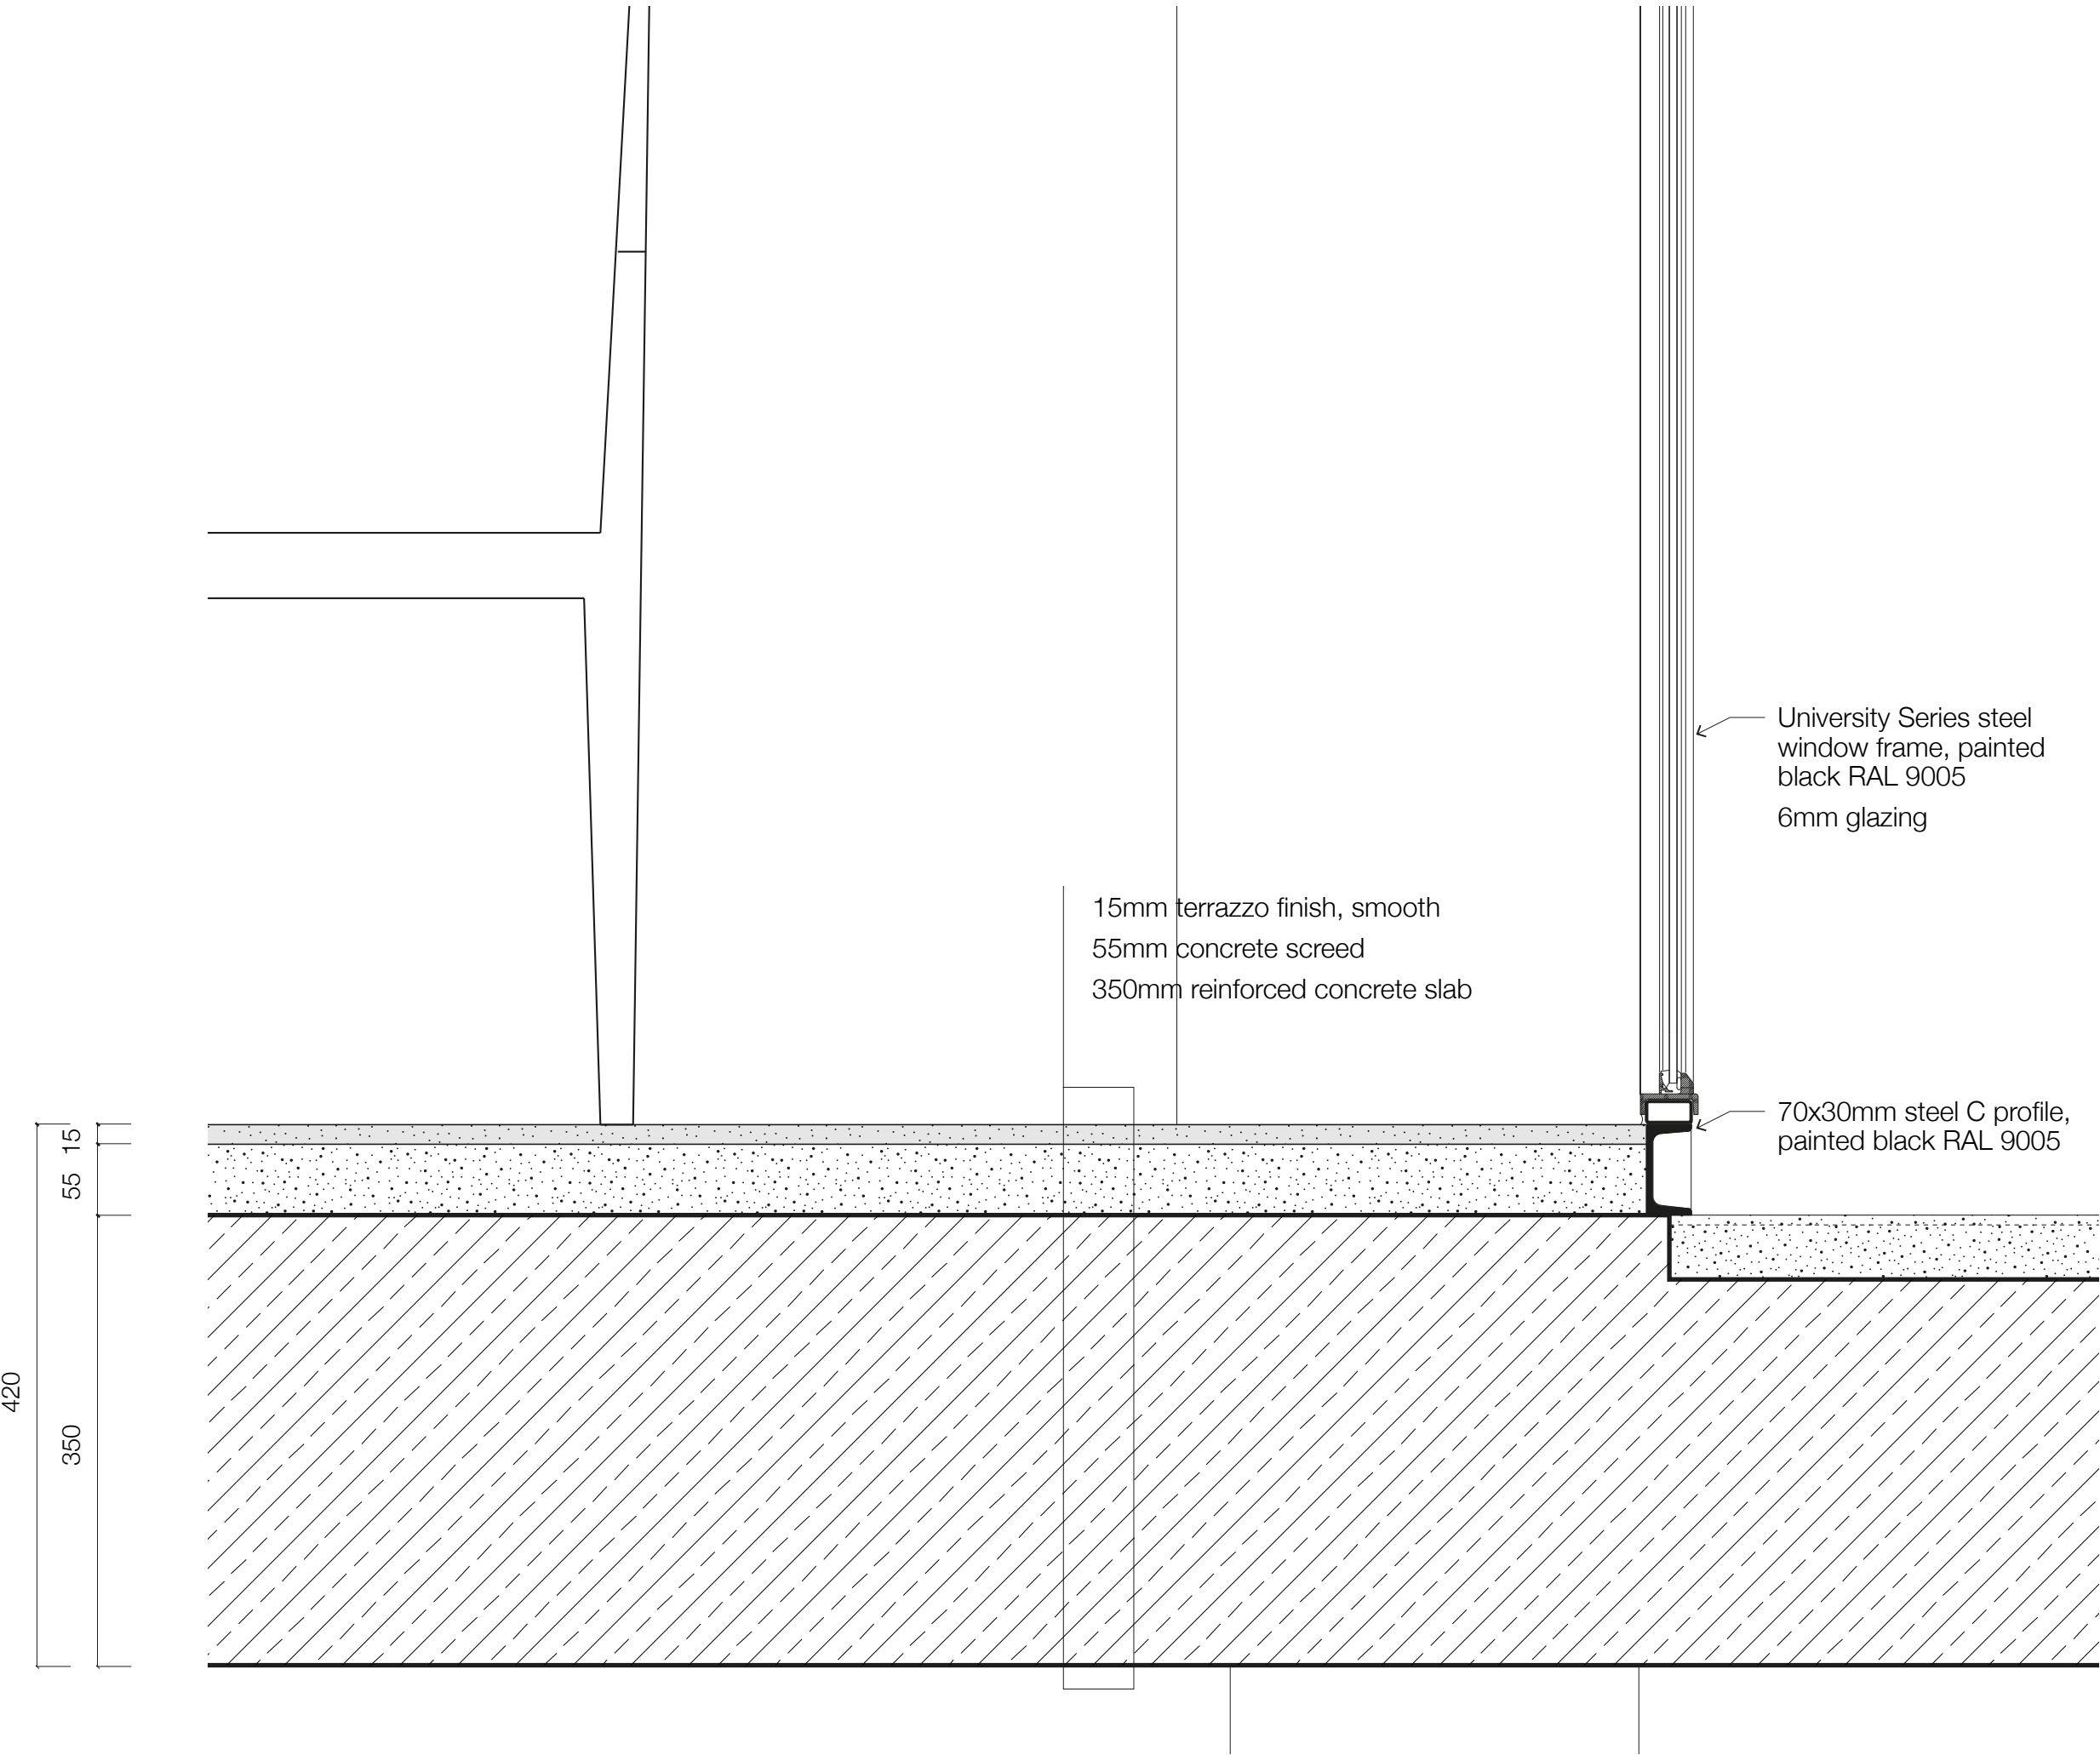 University Series steel
window frame, painted
black RAL 9005
6mm glazing
15mm terrazzo finish, smooth
55mm concrete screed
350mm reinforced concrete slab
70x30mm steel C profile,
painted black RAL 9005
15
55
420
350